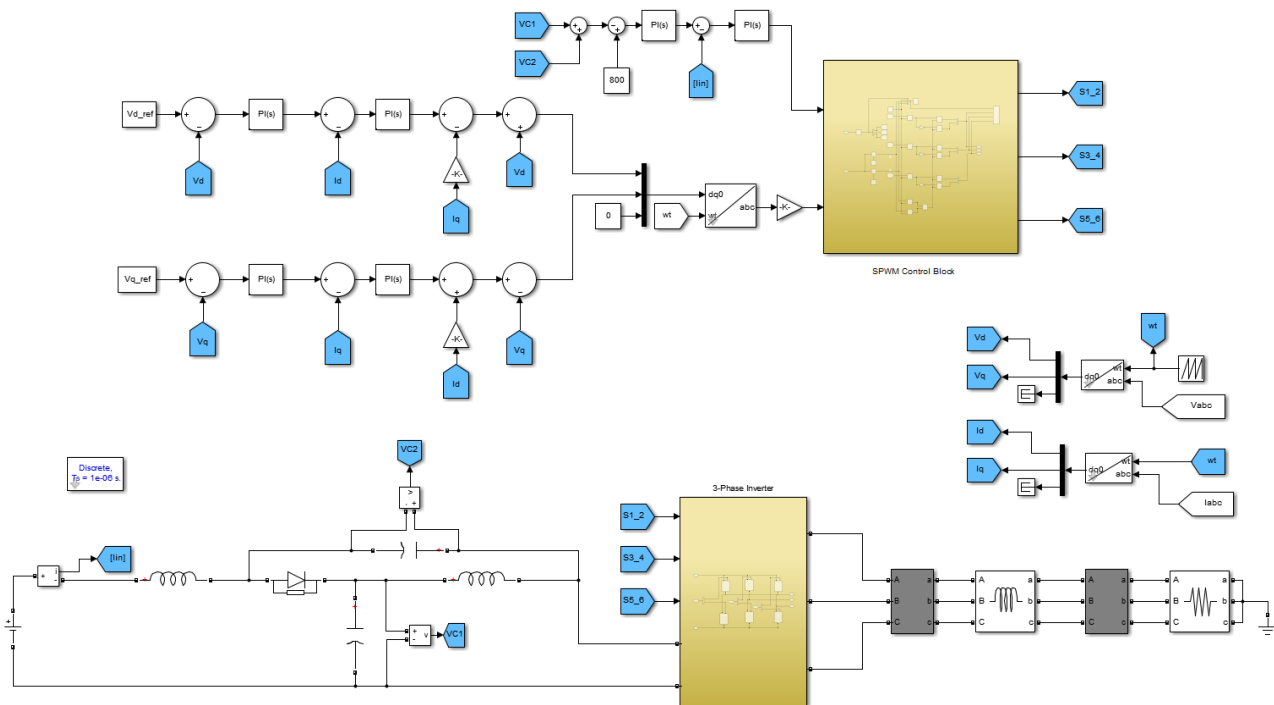 VC1
PI(s)
PI(s)
VC2
800
[Iin]
S1_2
Vd_ref
PI(s)
PI(s)
S3_4
Vd
Id
-K-
Vd
dq0
abc
wt
-K-
0
wt
Iq
S5_6
SPWM Control Block
Vq_ref
PI(s)
PI(s)
Vq
Iq
-K-
Vq
Id
wt
Vd
Vq
dq0
wt
abc
Vabc
Id
Iq
dq0
wt
abc
wt
Iabc
VC2
Discrete,
Ts = 1e-06 s.
3-Phase Inverter
S1_2
[Iin]
i
S3_4
S5_6
v
VC1
A
a
A
a
A
a
A
a
B
b
B
b
B
b
B
b
C
c
C
c
C
c
C
c